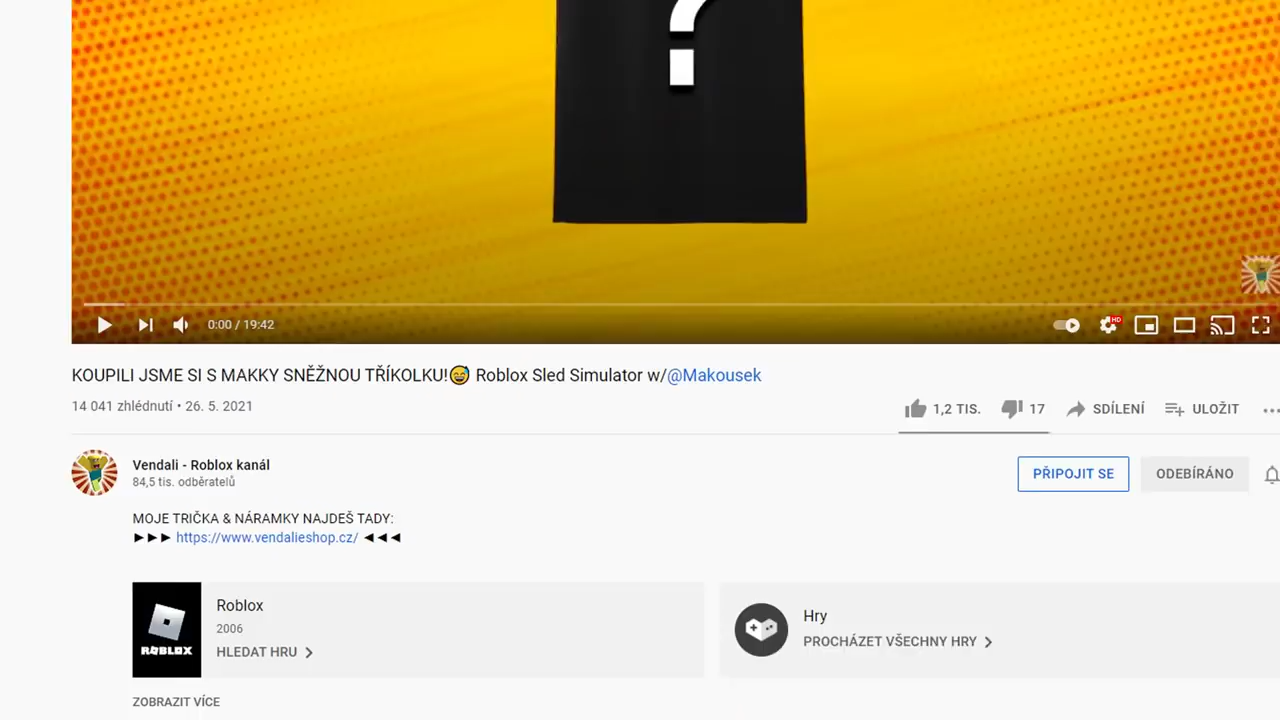 ?
0:00 / 19:42
HD
KOUPILI JSME SI S MAKKY SNĚŽNOU TŘÍKOLKU!😅 Roblox Sled Simulator w/@Makousek
14 041 zhlédnutí • 26. 5. 2021
1,2 TIS.
17
SDÍLENÍ
ULOŽIT
Vendali - Roblox kanál
84,5 tis. odběratelů
PŘIPOJIT SE
ODEBÍRÁNO
MOJE TRIČKA & NÁRAMKY NAJDEŠ TADY:
►►► https://www.vendalieshop.cz/ ◄◄◄
ROBLOX
Roblox
2006
HLEDAT HRU
Hry
PROCHÁZET VŠECHNY HRY
ZOBRAZIT VÍCE